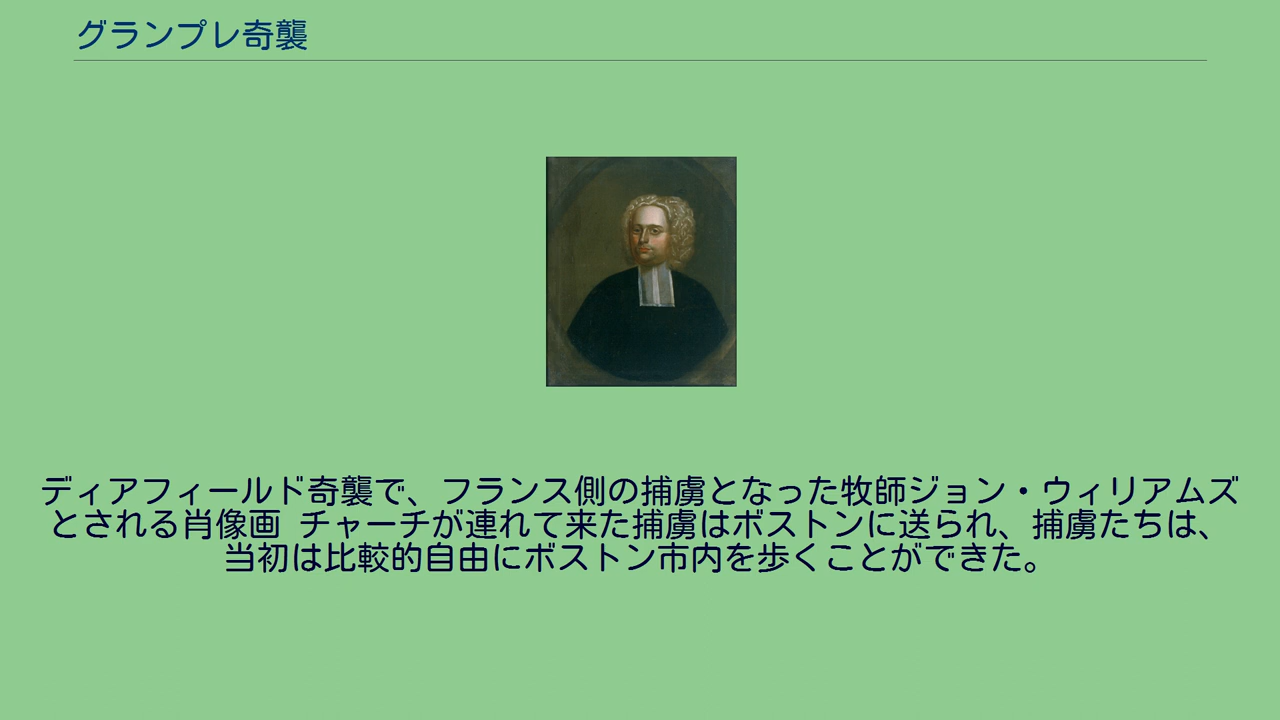 グランプレ奇襲
ディアフィールド奇襲で、フランス側の捕虜となった牧師ジョン・ウィリアムズ
とされる肖像画 チャーチが連れて来た捕虜はボストンに送られ、捕虜たちは、
当初は比較的自由にボストン市内を歩くことができた。